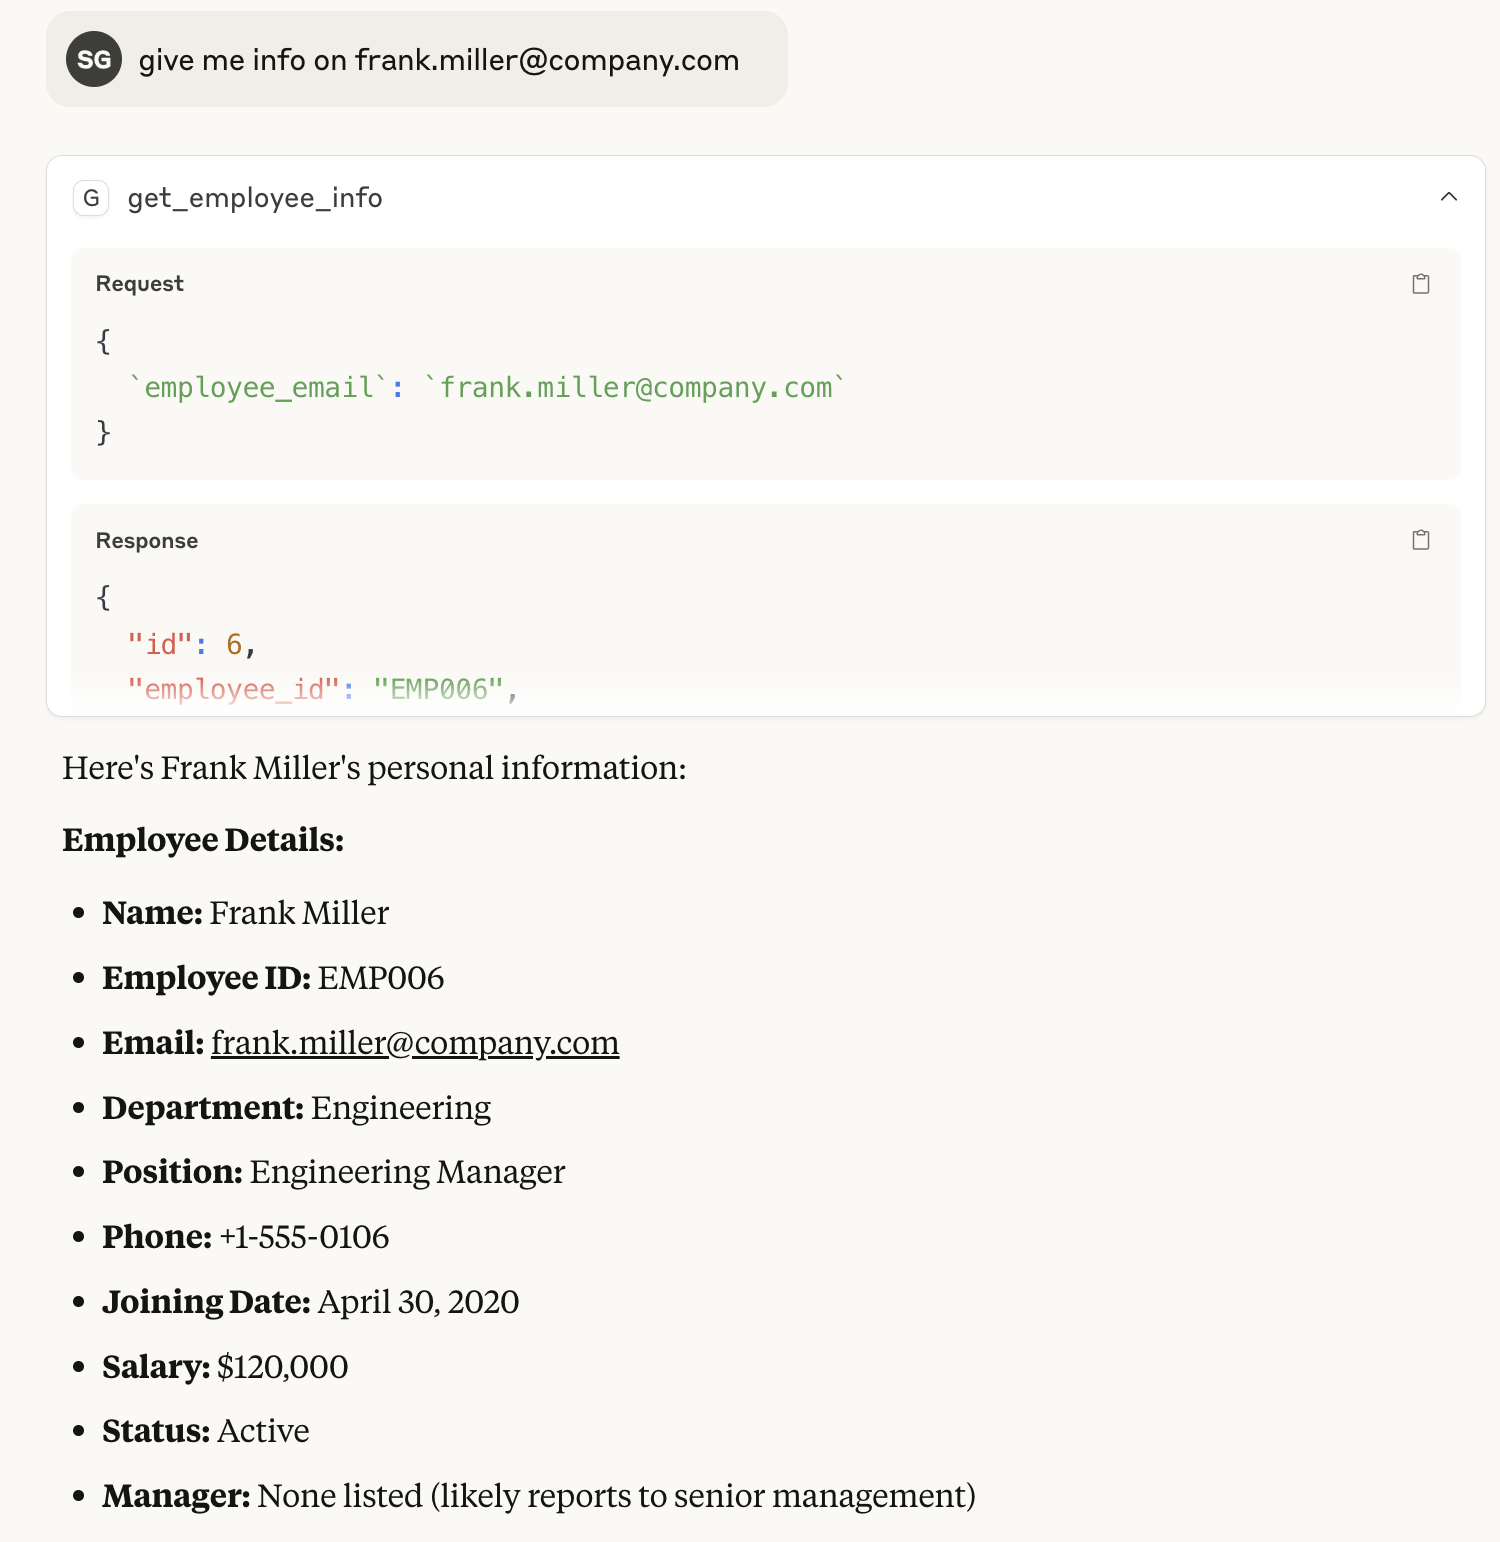 SG give me info on frank.miller@company.com
G get_employee_info
Request
{
`employee_email`: `frank.miller@company.com`
}
Response
{
"id": 6,
"employee_id": "EMP006",
Here's Frank Miller's personal information:
Employee Details:
• Name: Frank Miller
• Employee ID: EMP006
• Email: frank.miller@company.com
• Department: Engineering
• Position: Engineering Manager
• Phone: +1-555-0106
• Joining Date: April 30, 2020
• Salary: $120,000
• Status: Active
• Manager: None listed (likely reports to senior management)